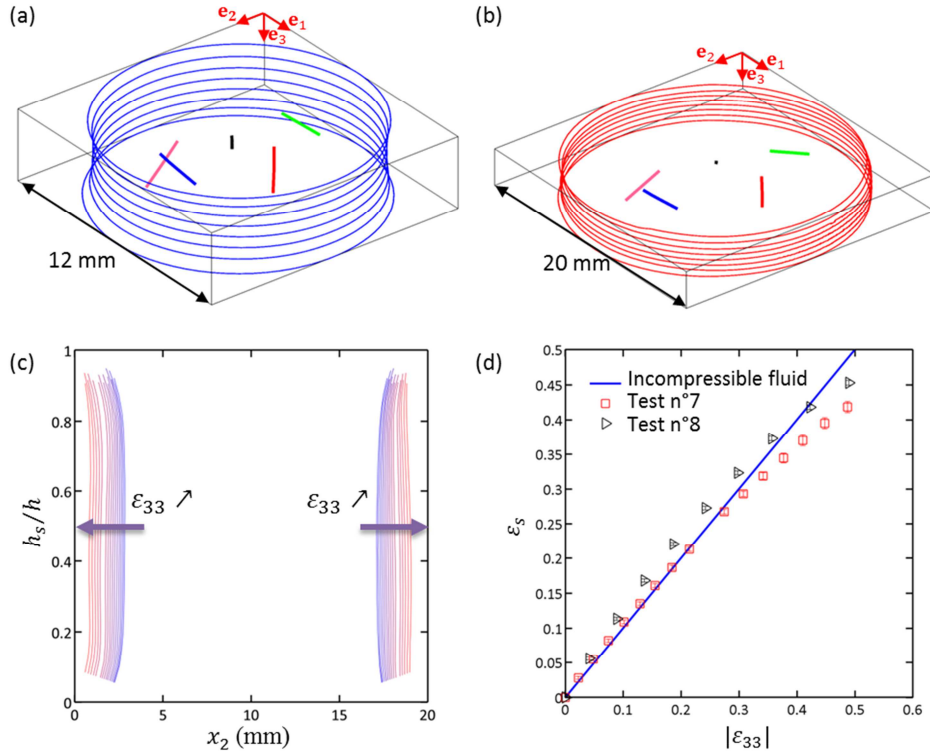 (a)
e₂
e₁
e₃
12 mm
(b)
e₂
e₁
e₃
20 mm
(c)
1
0.8
0.6
0.4
0.2
0
hₛ/h
ε₃₃ ↗
ε₃₃ ↗
0
5
10
15
20
x₂ (mm)
(d)
0.5
0.45
0.4
0.35
0.3
0.25
0.2
0.15
0.1
0.05
0
εₛ
Incompressible fluid
Test n°7
Test n°8
0
0.1
0.2
0.3
0.4
0.5
0.6
|ε₃₃|